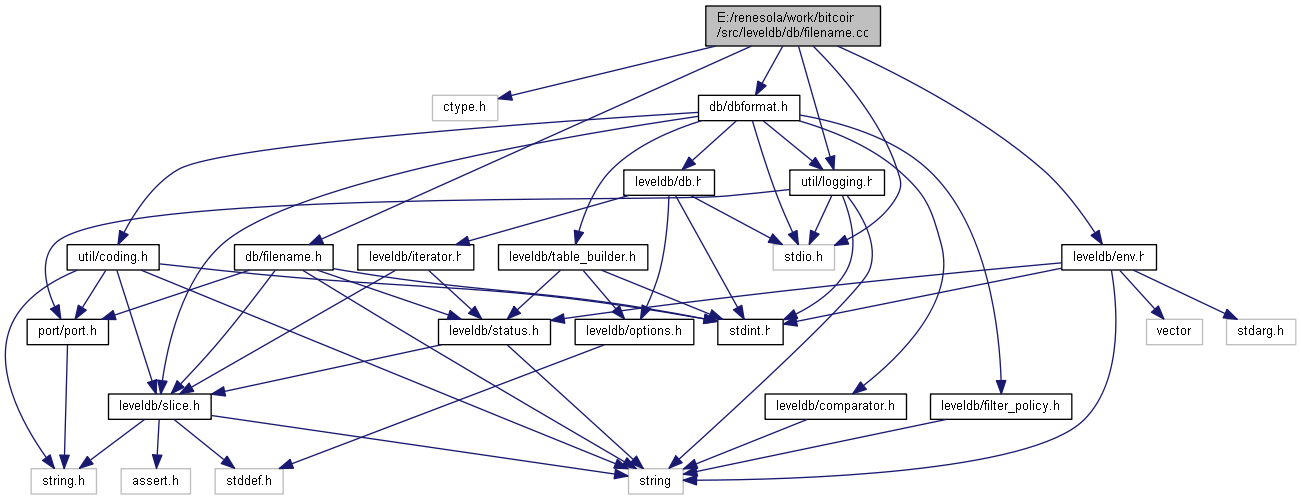 E:/renesola/work/bitcoin
/src/leveldb/db/filename.cc
ctype.h
db/dbformat.h
leveldb/db.h
util/logging.h
util/coding.h
db/filename.h
leveldb/iterator.h
leveldb/table_builder.h
stdio.h
leveldb/env.h
port/port.h
leveldb/status.h
leveldb/options.h
stdint.h
vector
stdarg.h
leveldb/slice.h
leveldb/comparator.h
leveldb/filter_policy.h
string.h
assert.h
stddef.h
string